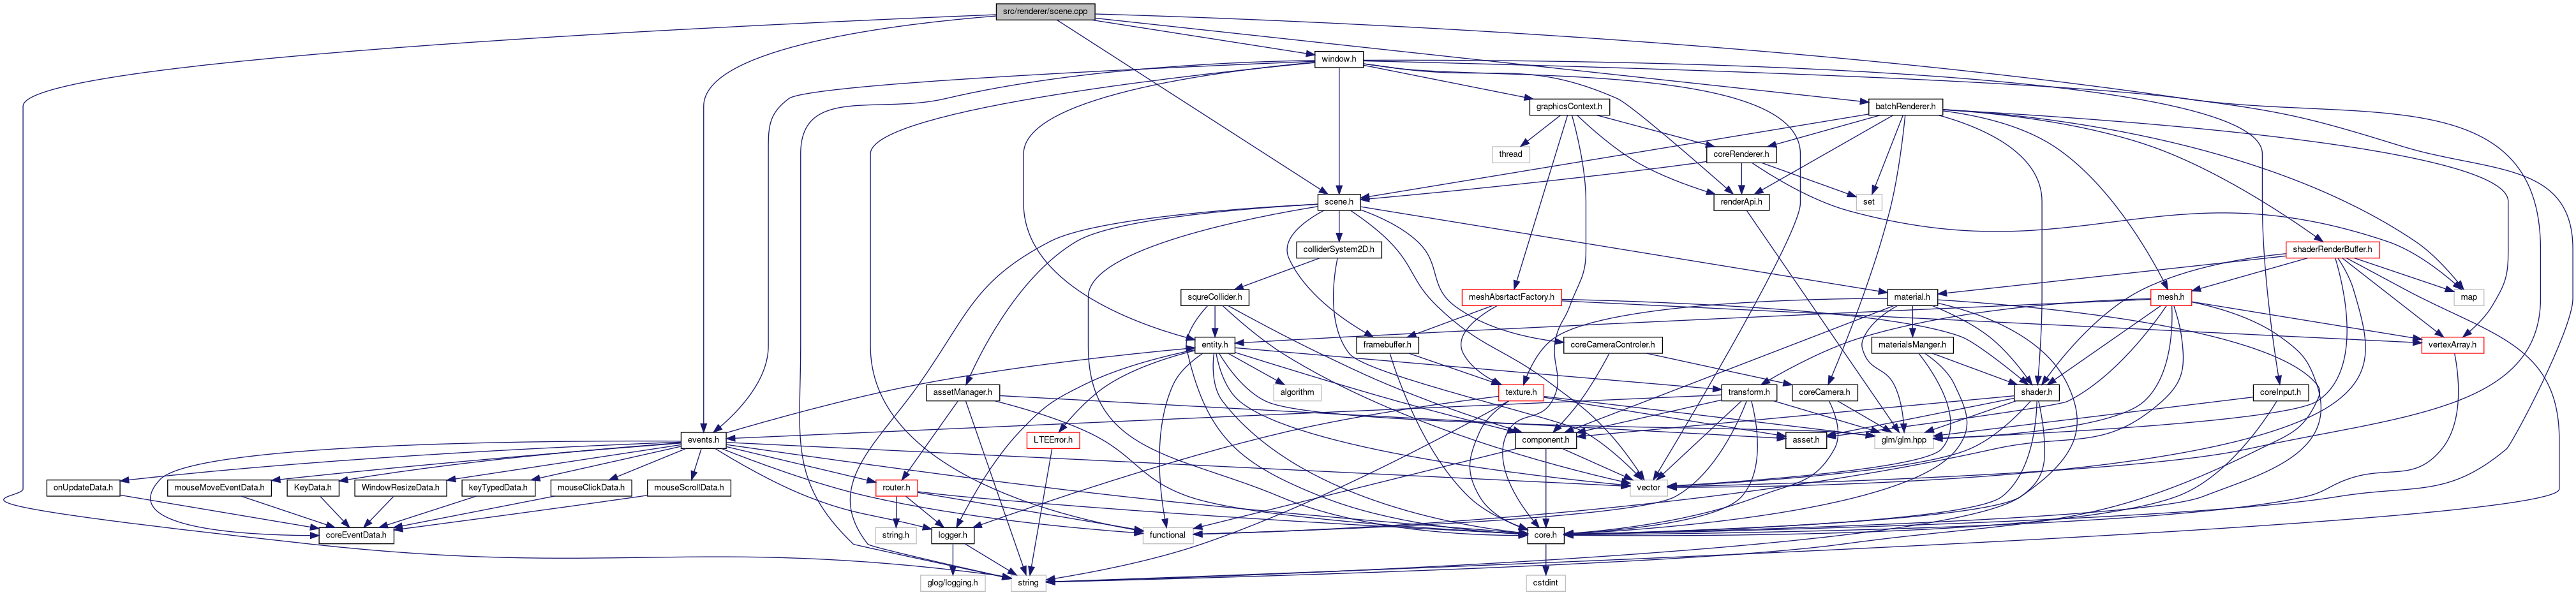 src/renderer/scene.cpp
window.h
graphicsContext.h
batchRenderer.h
thread
coreRenderer.h
scene.h
renderApi.h
set
colliderSystem2D.h
shaderRenderBuffer.h
squreCollider.h
meshAbsrtactFactory.h
material.h
mesh.h
map
entity.h
framebuffer.h
coreCameraControler.h
materialsManger.h
vertexArray.h
assetManager.h
algorithm
texture.h
transform.h
coreCamera.h
shader.h
coreInput.h
events.h
LTEError.h
component.h
asset.h
glm/glm.hpp
onUpdateData.h
mouseMoveEventData.h
KeyData.h
WindowResizeData.h
keyTypedData.h
mouseClickData.h
mouseScrollData.h
router.h
vector
coreEventData.h
string.h
logger.h
functional
core.h
glog/logging.h
string
cstdint